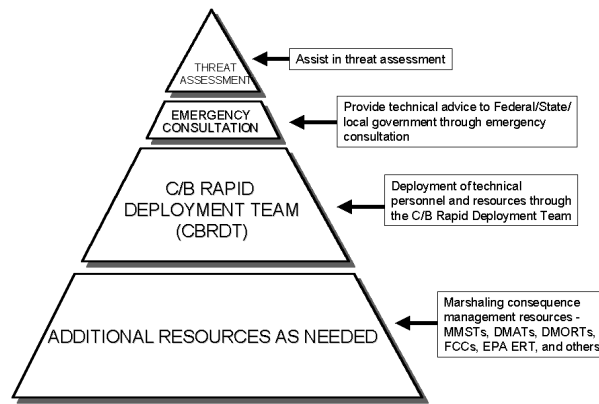 THREAT
ASSESSMENT
Assist in threat assessment
EMERGENCY
CONSULTATION
Provide technical advice to Federal/State/
local government through emergency
consultation
C/B RAPID
DEPLOYMENT TEAM
(CBRDT)
Deployment of technical
personnel and resources through
the C/B Rapid Deployment Team
ADDITIONAL RESOURCES AS NEEDED
Marshaling consequence
management resources -
MMSTs, DMATs, DMORTs,
FCCs, EPA ERT, and others